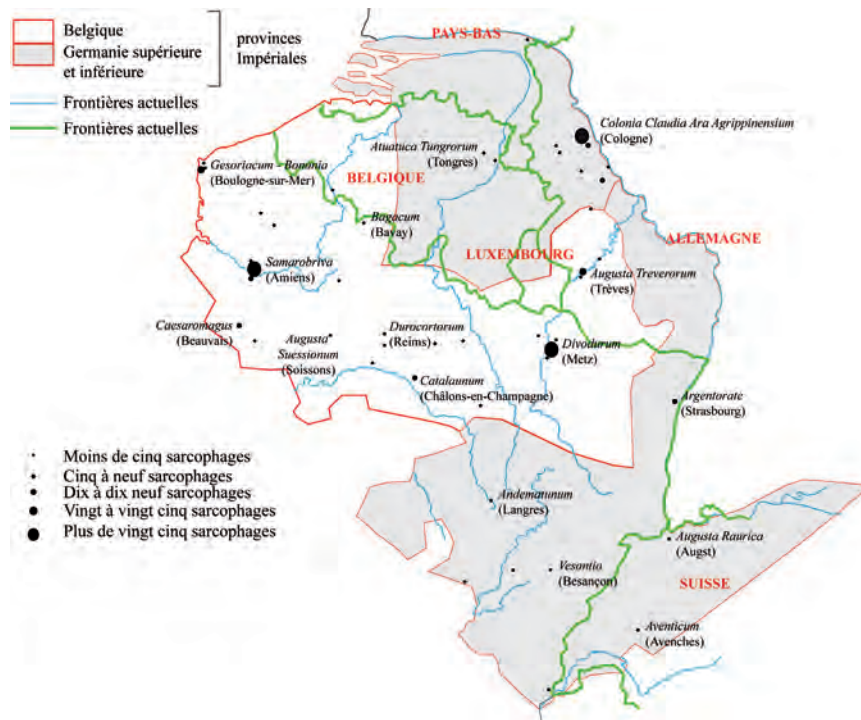 Belgique
Germanie supérieure
et inférieure
provinces
Impériales
Frontières actuelles
Frontières actuelles
PAYS-BAS
Colonia Claudia Ara Agrippinensium
(Cologne)
Atuatuca Tungrorum
(Tongres)
Gesoriacum - Bononia
(Boulogne-sur-Mer)
BELGIQUE
Bagacum
(Bavay)
LUXEMBOURG
ALLEMAGNE
Samarobriva
(Amiens)
Augusta Treverorum
(Trèves)
Caesaromagus
(Beauvais)
Augusta
Suessionum
(Soissons)
Durocortorum
(Reims)
Divodurum
(Metz)
Catalaunum
(Châlons-en-Champagne)
Argentorate
(Strasbourg)
Moins de cinq sarcophages
Cinq à neuf sarcophages
Dix à dix neuf sarcophages
Vingt à vingt cinq sarcophages
Plus de vingt cinq sarcophages
Andematunum
(Langres)
Augusta Raurica
(Augst)
Vesontio
(Besançon)
SUISSE
Aventicum
(Avenches)